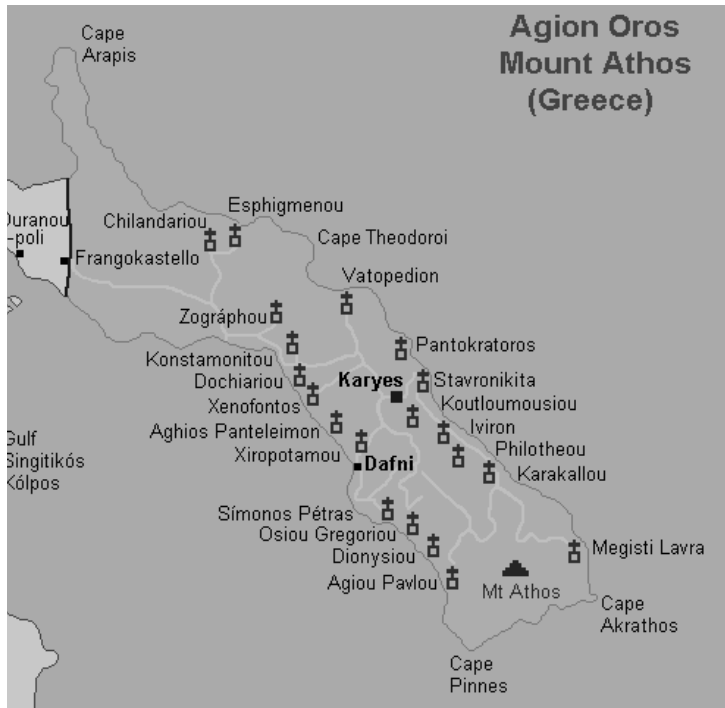 Agion Oros
Mount Athos
(Greece)
Cape
Arapis
Esphigmenou
Chilandariou
Cape Theodoroi
Ouranou
-poli
Frangokastello
Vatopedion
Zográphou
Pantokratoros
Konstamonitou
Dochiariou
Karyes
Stavronikita
Xenofontos
Koutloumousiou
Aghios Panteleimon
Iviron
Xiropotamou
Dafni
Philotheou
Karakallou
Gulf
Singitikós
Kólpos
Símonos Pétras
Osiou Gregoriou
Dionysiou
Agiou Pavlou
Megisti Lavra
Mt Athos
Cape
Akrathos
Cape
Pinnes